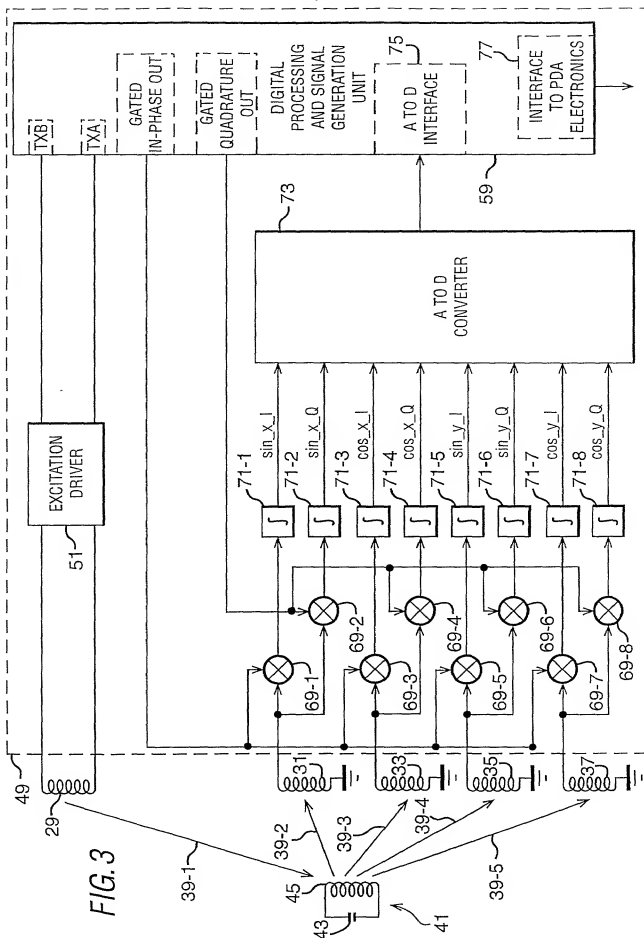 FIG.3
49
TXB
TXA
GATED
IN-PHASE OUT
GATED
QUADRATURE
OUT
DIGITAL
PROCESSING
AND SIGNAL
GENERATION
UNIT
75
A TO D
INTERFACE
77
INTERFACE
TO PDA
ELECTRONICS
59
73
A TO D
CONVERTER
EXCITATION
DRIVER
51
29
sin_x_I
sin_x_Q
cos_x_I
cos_x_Q
sin_y_I
sin_y_Q
cos_y_I
cos_y_Q
71-1
71-2
71-3
71-4
71-5
71-6
71-7
71-8
∫
∫
∫
∫
∫
∫
∫
∫
69-1
69-2
69-3
69-4
69-5
69-6
69-7
69-8
31
33
35
37
39-1
39-2
39-3
39-4
39-5
45
43
41